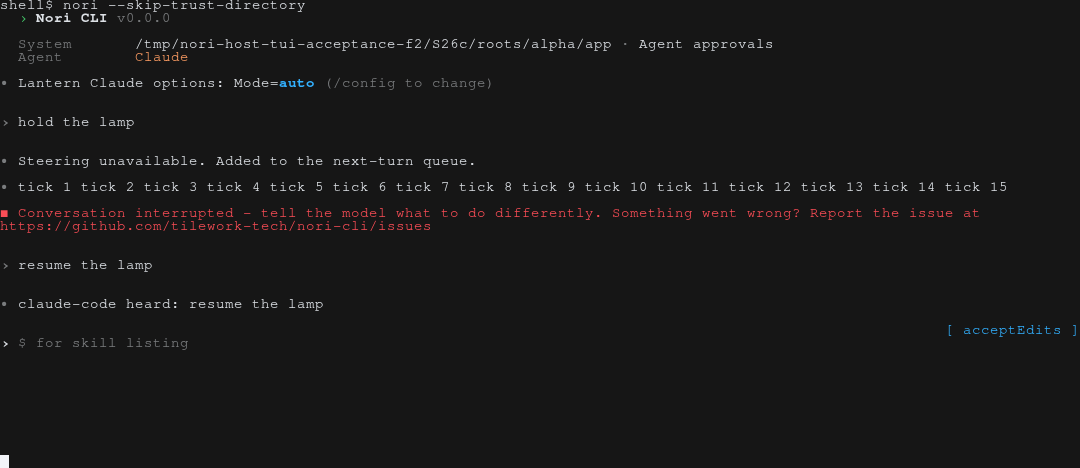 shell$ nori --skip-trust-directory
› Nori CLI v0.0.0
System /tmp/nori-host-tui-acceptance-f2/S26c/roots/alpha/app · Agent approvals
Agent Claude
• Lantern Claude options: Mode=auto (/config to change)
› hold the lamp
• Steering unavailable. Added to the next-turn queue.
• tick 1 tick 2 tick 3 tick 4 tick 5 tick 6 tick 7 tick 8 tick 9 tick 10 tick 11 tick 12 tick 13 tick 14 tick 15
■ Conversation interrupted - tell the model what to do differently. Something went wrong? Report the issue at
https://github.com/tilework-tech/nori-cli/issues
› resume the lamp
• claude-code heard: resume the lamp
[ acceptEdits ]
› $ for skill listing